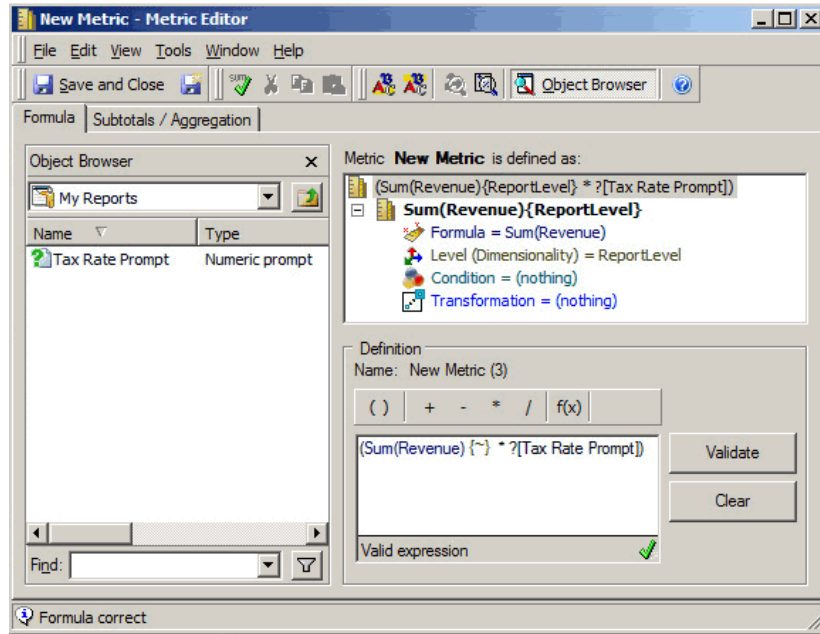 New Metric - Metric Editor
File Edit View Tools Window Help
Save and Close sum Object Browser
Formula Subtotals / Aggregation
Object Browser x
My Reports
Name Type
Tax Rate Prompt Numeric prompt
Find:
Metric New Metric is defined as:
(Sum(Revenue){ReportLevel} * ?[Tax Rate Prompt])
Sum(Revenue){ReportLevel}
Formula = Sum(Revenue)
Level (Dimensionality) = ReportLevel
Condition = (nothing)
Transformation = (nothing)
Definition
Name: New Metric (3)
( ) + - * / f(x)
(Sum(Revenue) {~} * ?[Tax Rate Prompt])
Validate
Clear
Valid expression
Formula correct